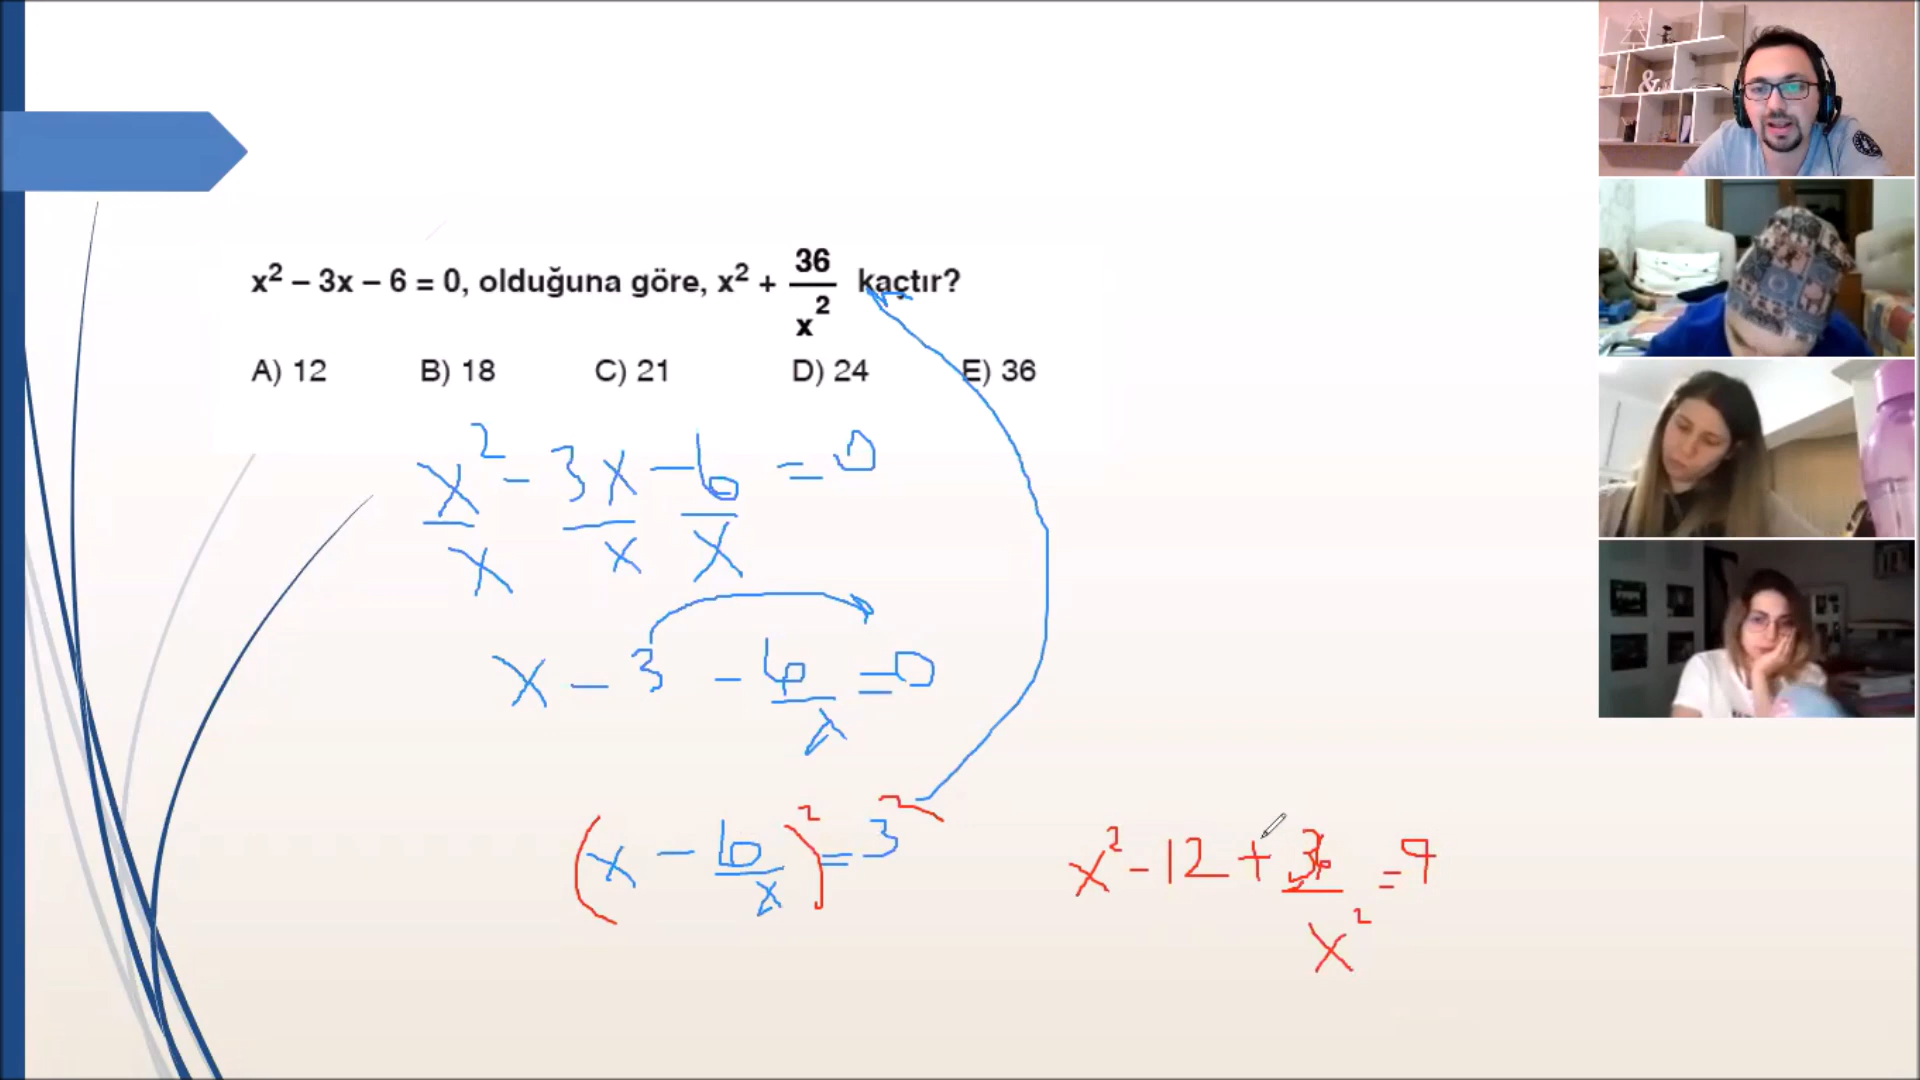 x² – 3x – 6 = 0, olduğuna göre, x² + 36/x² kaçtır?
A) 12 B) 18 C) 21 D) 24 E) 36
x²/x - 3x/x - 6/x = 0
x - 3 - 6/x = 0
(x - 6/x)² = 3²
x² - 12 + 36/x² = 9
&